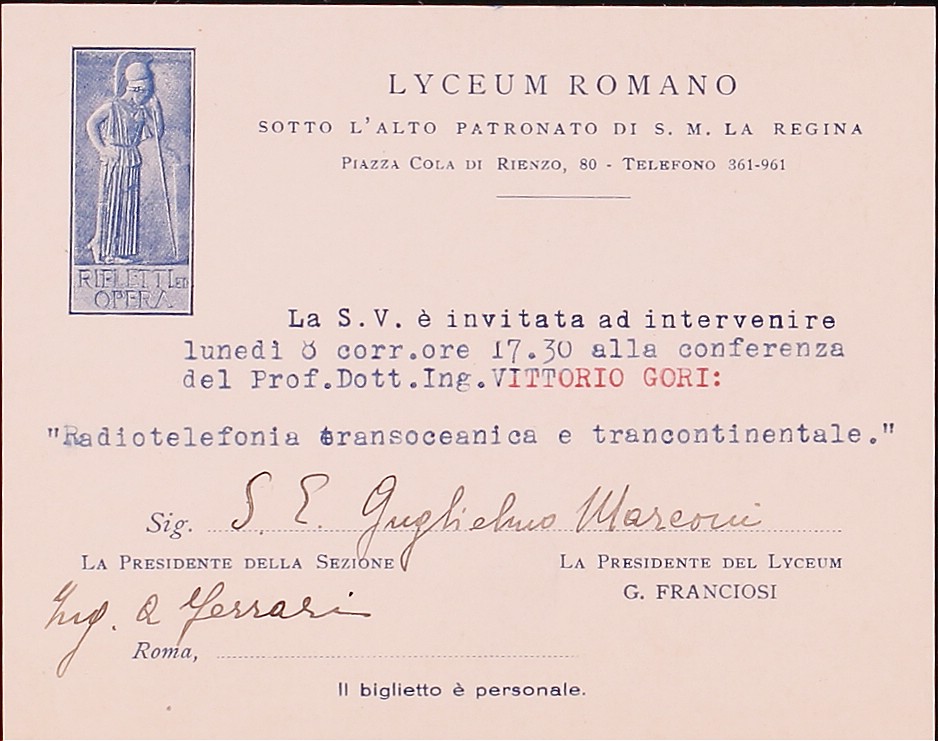 LYCEUM ROMANO
SOTTO L'ALTO PATRONATO DI S. M. LA REGINA
PIAZZA COLA DI RIENZO, 80 - TELEFONO 361-961
RIFLETTI ED
OPERA
La S.V. è invitata ad intervenire
lunedì 8 corr.ore 17.30 alla conferenza
del Prof.Dott.Ing.VITTORIO GORI:
"Radiotelefonia transoceanica e trancontinentale."
Sig. S. E. Guglielmo Marconi
LA PRESIDENTE DELLA SEZIONE
LA PRESIDENTE DEL LYCEUM
G. FRANCIOSI
Ing. A Ferrari
Roma,
Il biglietto è personale.